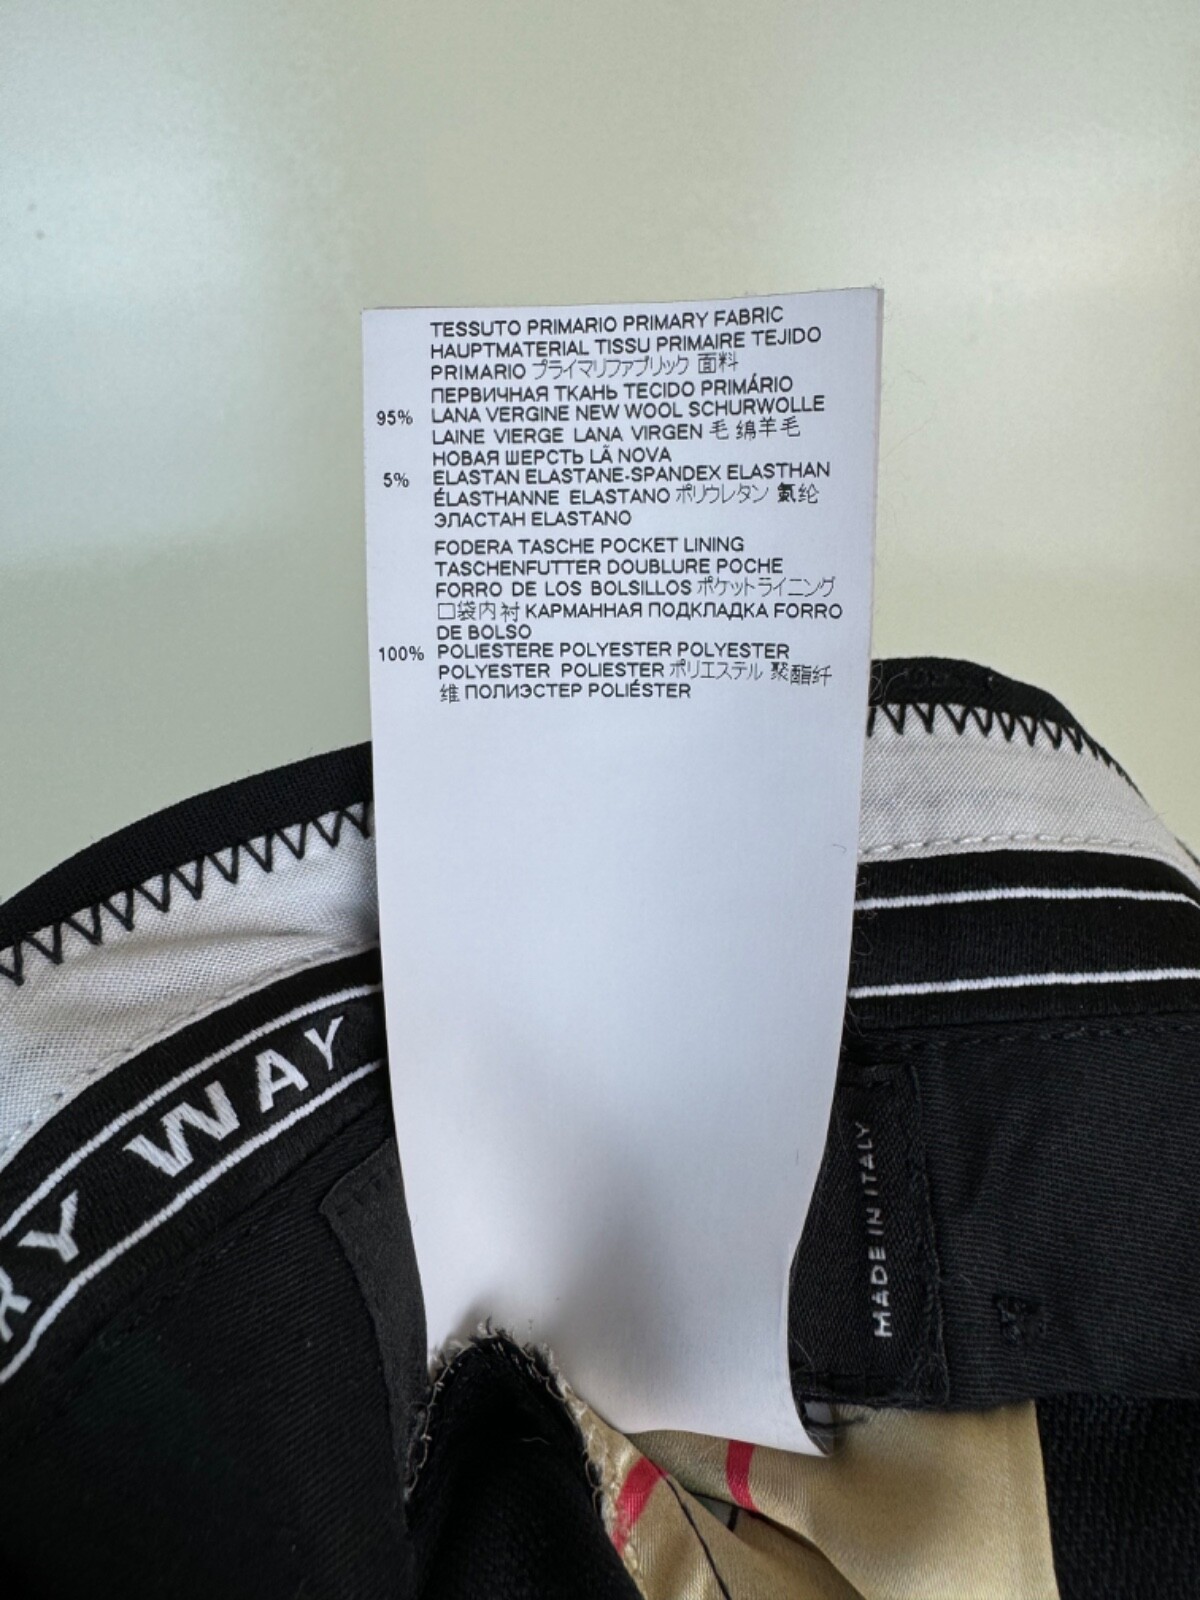 TESSUTO PRIMARIO PRIMARY FABRIC
HAUPTMATERIAL TISSU PRIMAIRE TEJIDO
PRIMARIO プライマリファブリック 面料
ПЕРВИЧНАЯ ТКАНЬ TECIDO PRIMÁRIO
95% LANA VERGINE NEW WOOL SCHURWOLLE
LAINE VIERGE LANA VIRGEN 毛 绵羊毛
НОВАЯ ШЕРСТЬ LÃ NOVA
5% ELASTAN ELASTANE-SPANDEX ELASTHAN
ÉLASTHANNE ELASTANO ポリウレタン 氨纶
ЭЛАСТАН ELASTANO
FODERA TASCHE POCKET LINING
TASCHENFUTTER DOUBLURE POCHE
FORRO DE LOS BOLSILLOS ポケットライニング
口袋内衬 КАРМАННАЯ ПОДКЛАДКА FORRO
DE BOLSO
100% POLIESTERE POLYESTER POLYESTER
POLYESTER POLIESTER ポリエステル 聚酯纤
维 ПОЛИЭСТЕР POLIÉSTER
RY WAY
MADE IN ITALY